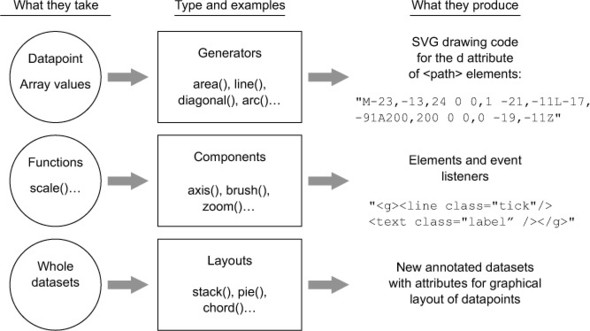 What they take
Type and examples
What they produce
Datapoint
Array values
Generators
area(), line(),
diagonal(), arc()…
SVG drawing code
for the d attribute
of <path> elements:
"M-23,-13,24 0 0,1 -21,-11L-17,
-91A200,200 0 0,0 -19,-11Z"
Functions
scale()…
Components
axis(), brush(),
zoom()…
Elements and event
listeners
"<g><line class="tick"/>
<text class="label” /></g>"
Whole
datasets
Layouts
stack(), pie(),
chord()…
New annotated datasets
with attributes for graphical
layout of datapoints